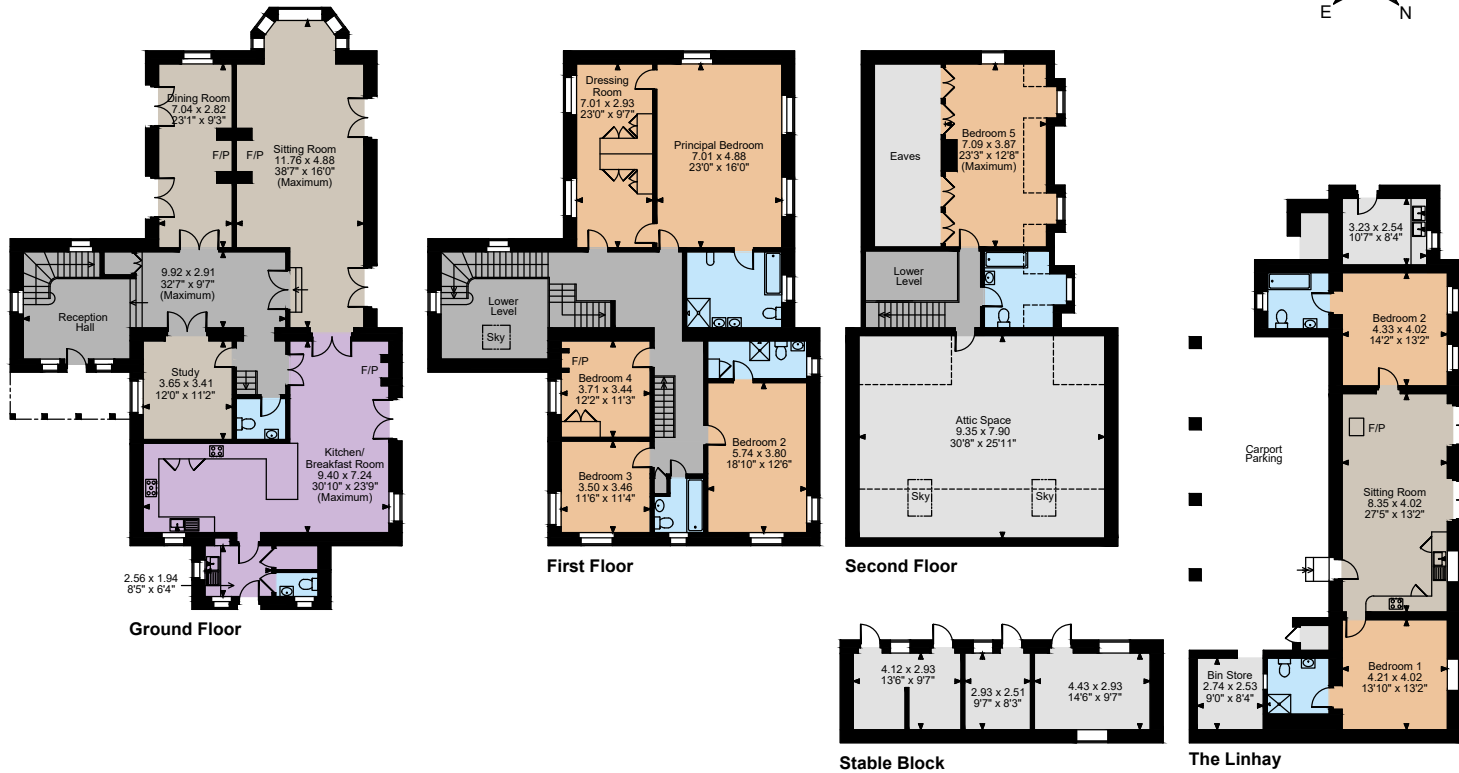 E
N
Dining Room
7.04 x 2.82
23'1" x 9'3"
F/P
F/P
Sitting Room
11.76 x 4.88
38'7" x 16'0"
(Maximum)
9.92 x 2.91
32'7" x 9'7"
(Maximum)
Reception
Hall
Study
3.65 x 3.41
12'0" x 11'2"
F/P
Kitchen/
Breakfast Room
9.40 x 7.24
30'10" x 23'9"
(Maximum)
2.56 x 1.94
8'5" x 6'4"
Ground Floor
Dressing
Room
7.01 x 2.93
23'0" x 9'7"
Principal Bedroom
7.01 x 4.88
23'0" x 16'0"
Lower
Level
Sky
F/P
Bedroom 4
3.71 x 3.44
12'2" x 11'3"
Bedroom 3
3.50 x 3.46
11'6" x 11'4"
Bedroom 2
5.74 x 3.80
18'10" x 12'6"
First Floor
Eaves
Bedroom 5
7.09 x 3.87
23'3" x 12'8"
(Maximum)
Lower
Level
Attic Space
9.35 x 7.90
30'8" x 25'11"
Sky
Sky
Second Floor
4.12 x 2.93
13'6" x 9'7"
2.93 x 2.51
9'7" x 8'3"
4.43 x 2.93
14'6" x 9'7"
Stable Block
3.23 x 2.54
10'7" x 8'4"
Bedroom 2
4.33 x 4.02
14'2" x 13'2"
F/P
Carport
Parking
Sitting Room
8.35 x 4.02
27'5" x 13'2"
Bin Store
2.74 x 2.53
9'0" x 8'4"
Bedroom 1
4.21 x 4.02
13'10" x 13'2"
The Linhay